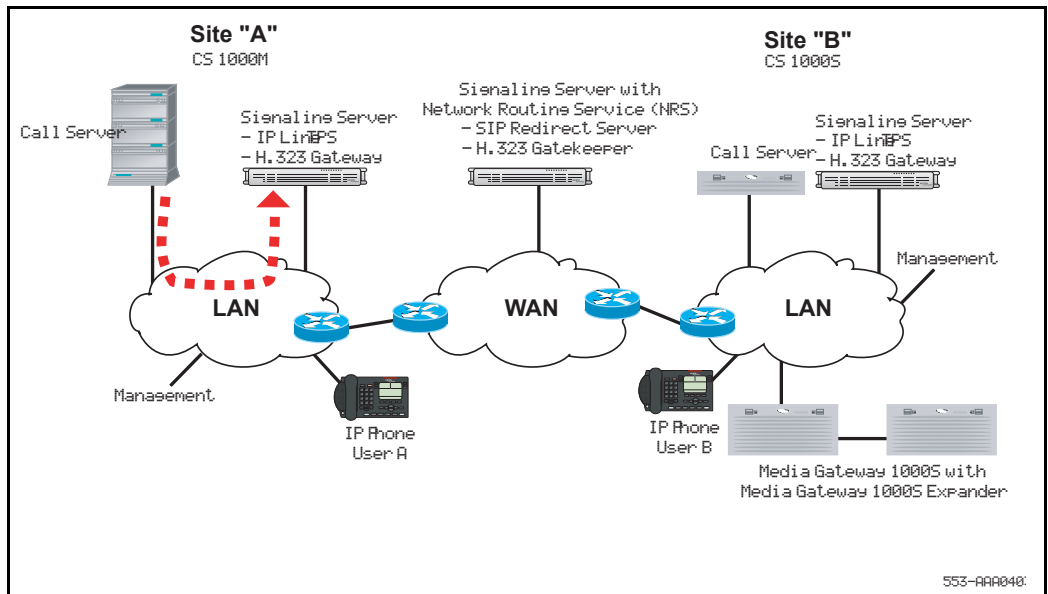 Site "A"
CS 1000M
Site "B"
CS 1000S
Call Server
Signaling Server
- IP Line TPS
- H.323 Gateway
Signaling Server with
Network Routing Service (NRS)
- SIP Redirect Server
- H.323 Gatekeeper
Call Server
Signaling Server
- IP Line TPS
- H.323 Gateway
Management
LAN
WAN
LAN
Management
IP Phone
User A
IP Phone
User B
Media Gateway 1000S with
Media Gateway 1000S Expander
553-AAA0401